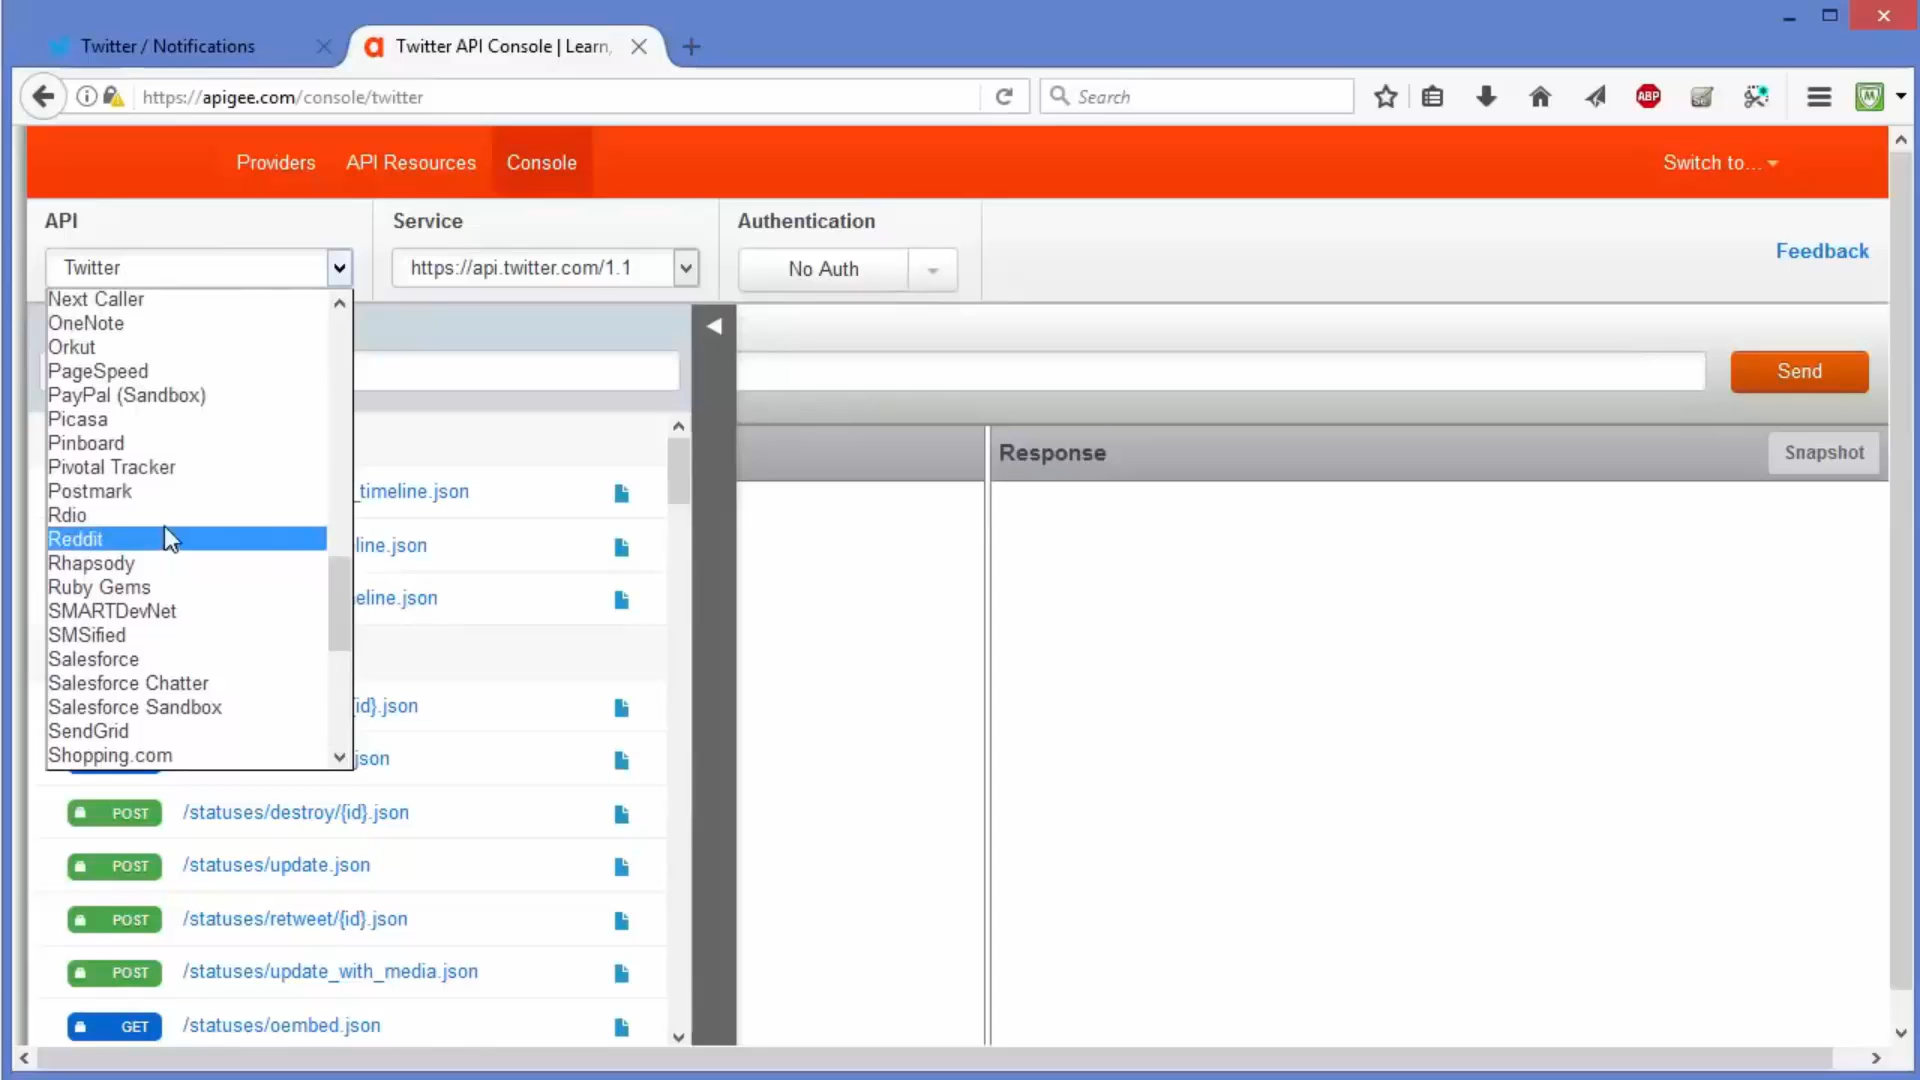 Twitter / Notifications
Twitter API Console | Learn,
https://apigee.com/console/twitter
Search
ABP
Providers
API Resources
Console
Switch to...
API
Service
Authentication
Twitter
https://api.twitter.com/1.1
No Auth
Feedback
Next Caller
OneNote
Orkut
PageSpeed
PayPal (Sandbox)
Picasa
Pinboard
Pivotal Tracker
Postmark
Rdio
Reddit
Rhapsody
Ruby Gems
SMARTDevNet
SMSified
Salesforce
Salesforce Chatter
Salesforce Sandbox
SendGrid
Shopping.com
Send
Response
Snapshot
_timeline.json
line.json
eline.json
{id}.json
json
POST /statuses/destroy/{id}.json
POST /statuses/update.json
POST /statuses/retweet/{id}.json
POST /statuses/update_with_media.json
GET /statuses/oembed.json